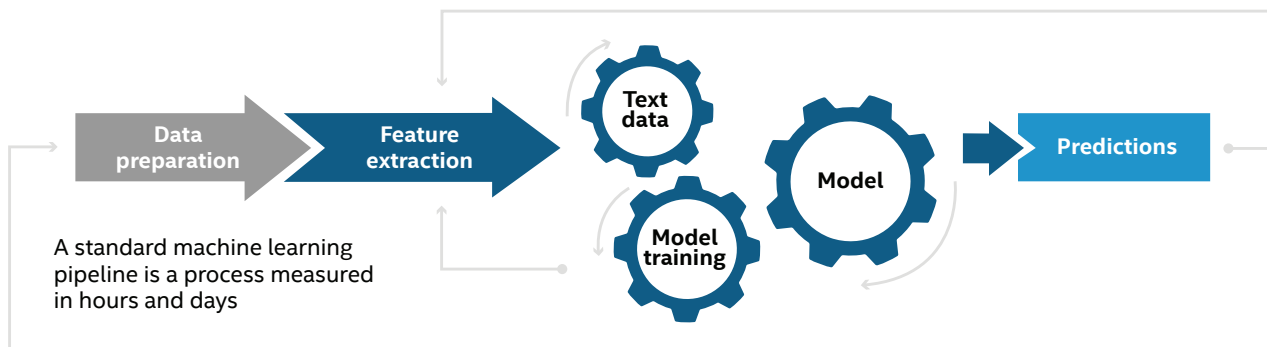 Data
preparation
Feature
extraction
Text
data
Model
training
Model
Predictions
A standard machine learning
pipeline is a process measured
in hours and days